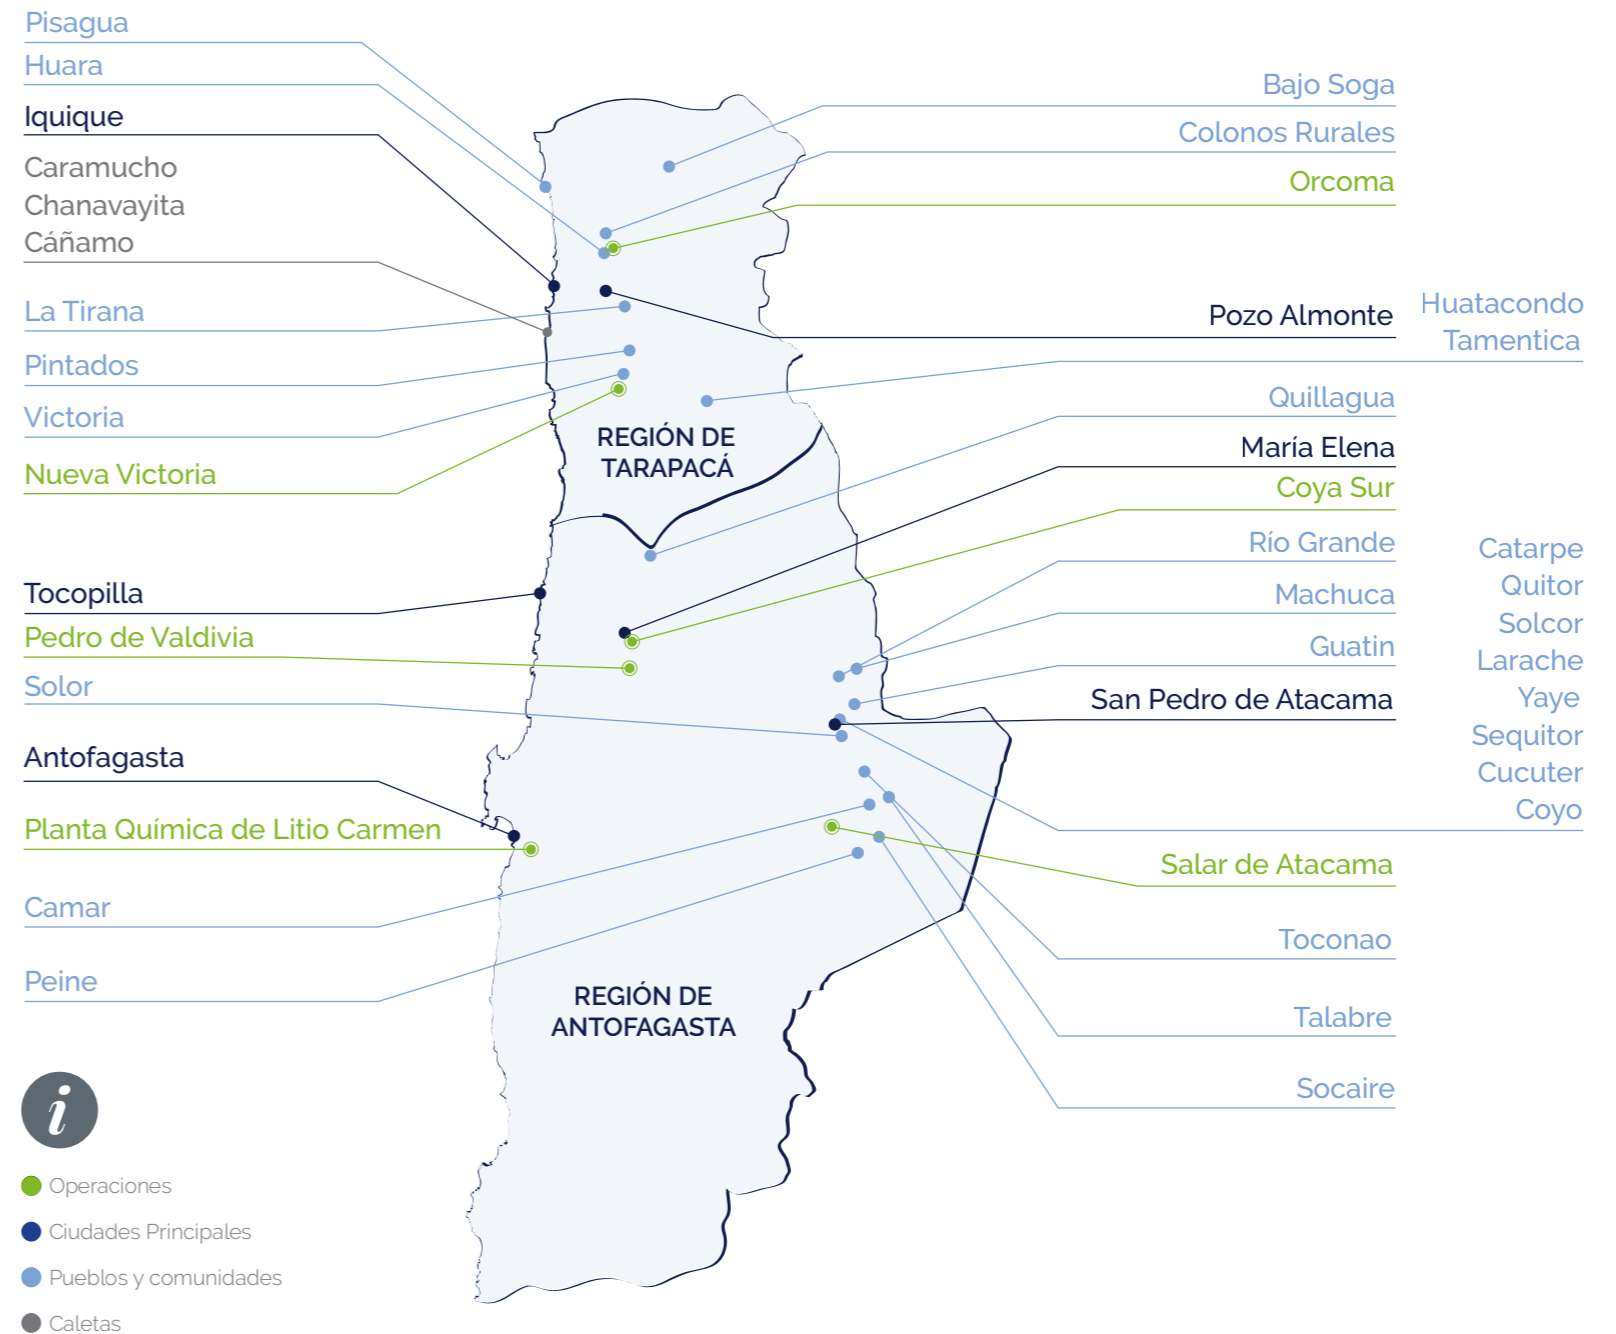 Pisagua
Huara
Iquique
Caramucho
Chanavayita
Cáñamo
La Tirana
Pintados
Victoria
Nueva Victoria
Tocopilla
Pedro de Valdivia
Solor
Antofagasta
Planta Química de Litio Carmen
Camar
Peine
REGIÓN DE
TARAPACÁ
REGIÓN DE
ANTOFAGASTA
Bajo Soga
Colonos Rurales
Orcoma
Pozo Almonte
Huatacondo
Tamentica
Quillagua
María Elena
Coya Sur
Río Grande
Machuca
Guatin
San Pedro de Atacama
Catarpe
Quitor
Solcor
Larache
Yaye
Sequitor
Cucuter
Coyo
Salar de Atacama
Toconao
Talabre
Socaire
i
Operaciones
Ciudades Principales
Pueblos y comunidades
Caletas